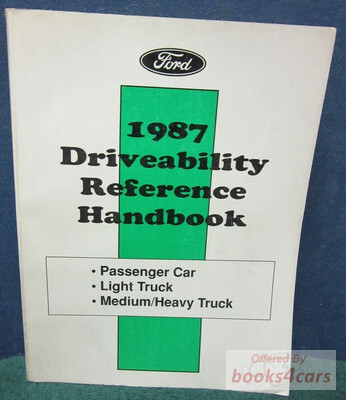 Ford
1987
Driveability
Reference
Handbook
• Passenger Car
• Light Truck
• Medium/Heavy Truck
Offered By
books4cars